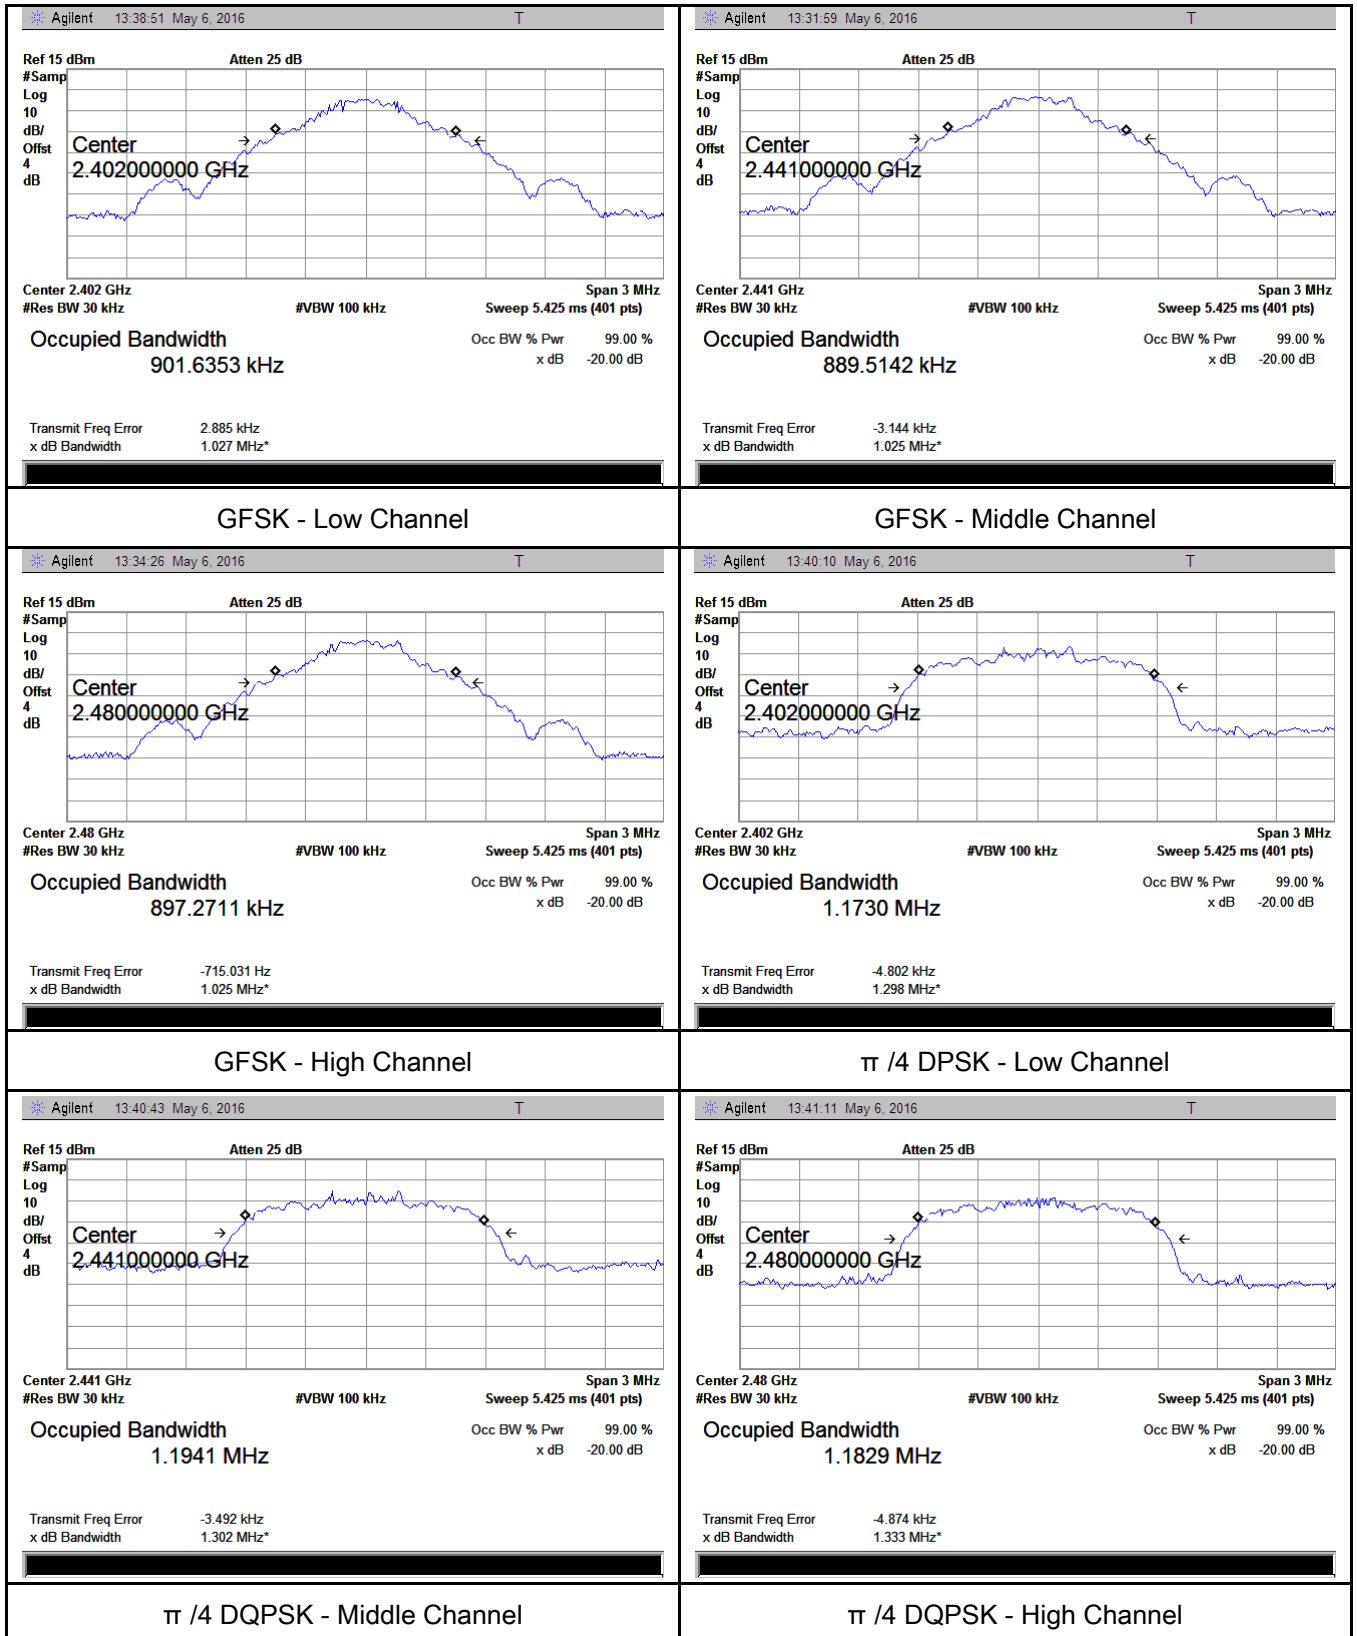 Agilent 13:38:51 May 6, 2016 T
Ref 15 dBm Atten 25 dB
#Samp
Log
10
dB/
Offst
4
dB
Center
2.402000000 GHz
Center 2.402 GHz Span 3 MHz
#Res BW 30 kHz #VBW 100 kHz Sweep 5.425 ms (401 pts)
Occupied Bandwidth Occ BW % Pwr 99.00 %
901.6353 kHz x dB -20.00 dB
Transmit Freq Error 2.885 kHz
x dB Bandwidth 1.027 MHz*
GFSK - Low Channel
Agilent 13:31:59 May 6, 2016 T
Ref 15 dBm Atten 25 dB
#Samp
Log
10
dB/
Offst
4
dB
Center
2.441000000 GHz
Center 2.441 GHz Span 3 MHz
#Res BW 30 kHz #VBW 100 kHz Sweep 5.425 ms (401 pts)
Occupied Bandwidth Occ BW % Pwr 99.00 %
889.5142 kHz x dB -20.00 dB
Transmit Freq Error -3.144 kHz
x dB Bandwidth 1.025 MHz*
GFSK - Middle Channel
Agilent 13:34:26 May 6, 2016 T
Ref 15 dBm Atten 25 dB
#Samp
Log
10
dB/
Offst
4
dB
Center
2.480000000 GHz
Center 2.48 GHz Span 3 MHz
#Res BW 30 kHz #VBW 100 kHz Sweep 5.425 ms (401 pts)
Occupied Bandwidth Occ BW % Pwr 99.00 %
897.2711 kHz x dB -20.00 dB
Transmit Freq Error -715.031 Hz
x dB Bandwidth 1.025 MHz*
GFSK - High Channel
Agilent 13:40:10 May 6, 2016 T
Ref 15 dBm Atten 25 dB
#Samp
Log
10
dB/
Offst
4
dB
Center
2.402000000 GHz
Center 2.402 GHz Span 3 MHz
#Res BW 30 kHz #VBW 100 kHz Sweep 5.425 ms (401 pts)
Occupied Bandwidth Occ BW % Pwr 99.00 %
1.1730 MHz x dB -20.00 dB
Transmit Freq Error -4.802 kHz
x dB Bandwidth 1.298 MHz*
π /4 DPSK - Low Channel
Agilent 13:40:43 May 6, 2016 T
Ref 15 dBm Atten 25 dB
#Samp
Log
10
dB/
Offst
4
dB
Center
2.441000000 GHz
Center 2.441 GHz Span 3 MHz
#Res BW 30 kHz #VBW 100 kHz Sweep 5.425 ms (401 pts)
Occupied Bandwidth Occ BW % Pwr 99.00 %
1.1941 MHz x dB -20.00 dB
Transmit Freq Error -3.492 kHz
x dB Bandwidth 1.302 MHz*
π /4 DQPSK - Middle Channel
Agilent 13:41:11 May 6, 2016 T
Ref 15 dBm Atten 25 dB
#Samp
Log
10
dB/
Offst
4
dB
Center
2.480000000 GHz
Center 2.48 GHz Span 3 MHz
#Res BW 30 kHz #VBW 100 kHz Sweep 5.425 ms (401 pts)
Occupied Bandwidth Occ BW % Pwr 99.00 %
1.1829 MHz x dB -20.00 dB
Transmit Freq Error -4.874 kHz
x dB Bandwidth 1.333 MHz*
π /4 DQPSK - High Channel